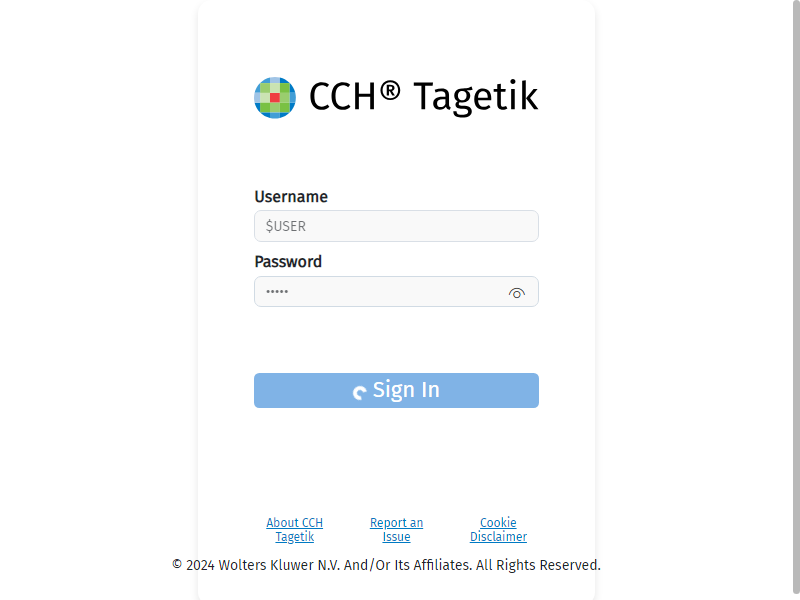 CCH® Tagetik
Username
$USER
Password
•••••
Sign In
About CCH
Tagetik
Report an
Issue
Cookie
Disclaimer
© 2024 Wolters Kluwer N.V. And/Or Its Affiliates. All Rights Reserved.